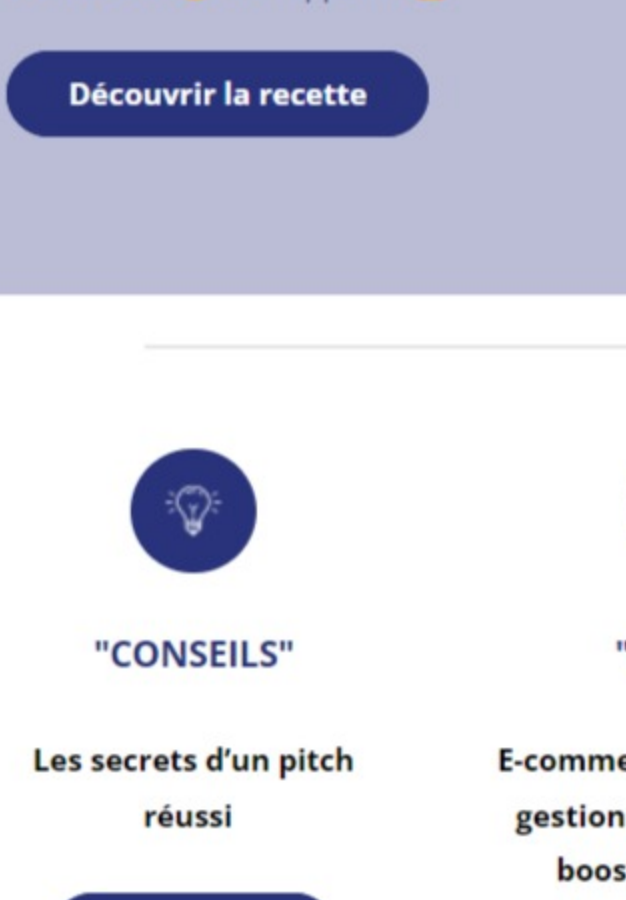 Découvrir la recette
"CONSEILS"
Les secrets d’un pitch
réussi
E-comme
gestion
boos